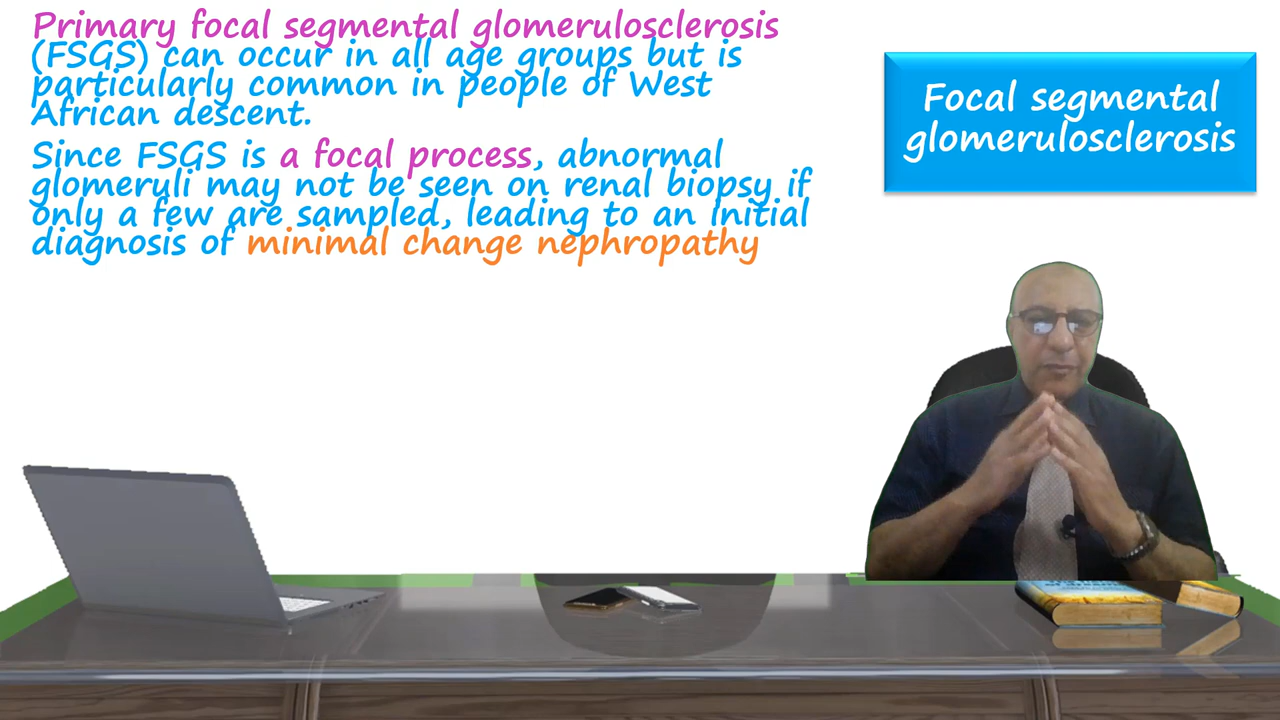 Primary focal segmental glomerulosclerosis
(FSGS) can occur in all age groups but is
particularly common in people of West
African descent.
Since FSGS is a focal process, abnormal
glomeruli may not be seen on renal biopsy if
only a few are sampled, leading to an initial
diagnosis of minimal change nephropathy
Focal segmental
glomerulosclerosis